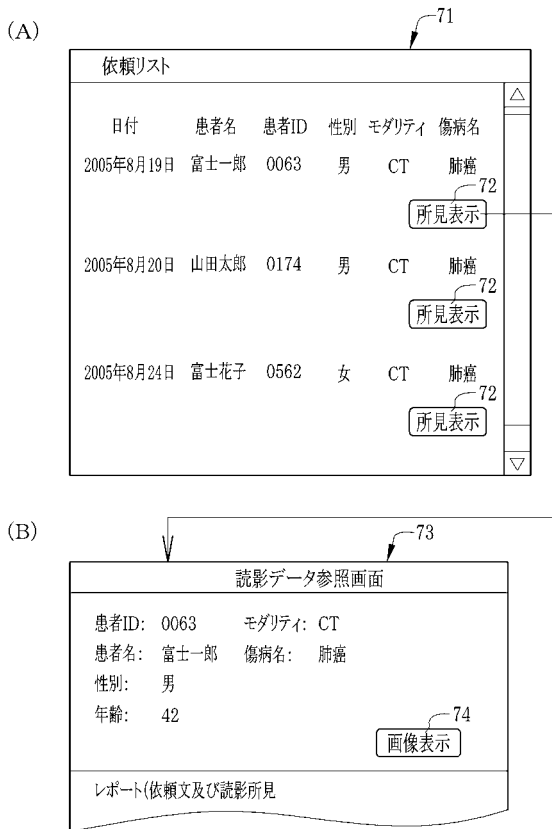 (A)
71
依頼リスト
日付 患者名 患者ID 性別 モダリティ 傷病名
2005年8月19日 富士一郎 0063 男 CT 肺癌
72
所見表示
2005年8月20日 山田太郎 0174 男 CT 肺癌
72
所見表示
2005年8月24日 富士花子 0562 女 CT 肺癌
72
所見表示
(B)
73
読影データ参照画面
患者ID: 0063 モダリティ: CT
患者名: 富士一郎 傷病名: 肺癌
性別: 男
年齢: 42
74
画像表示
レポート(依頼文及び読影所見